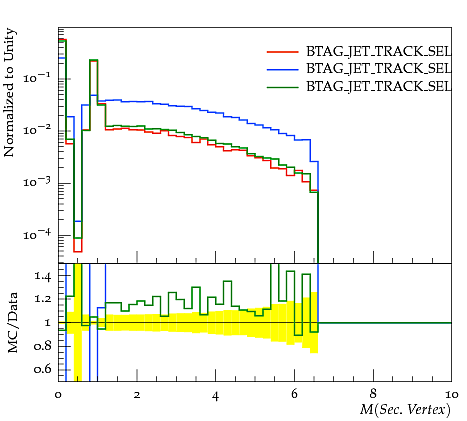 Normalized to Unity
BTAG_JET_TRACK_SEL
BTAG_JET_TRACK_SEL
BTAG_JET_TRACK_SEL
10⁻¹
10⁻²
10⁻³
10⁻⁴
MC/Data
1.4
1.2
1
0.8
0.6
0 2 4 6 8 10
M(Sec. Vertex)